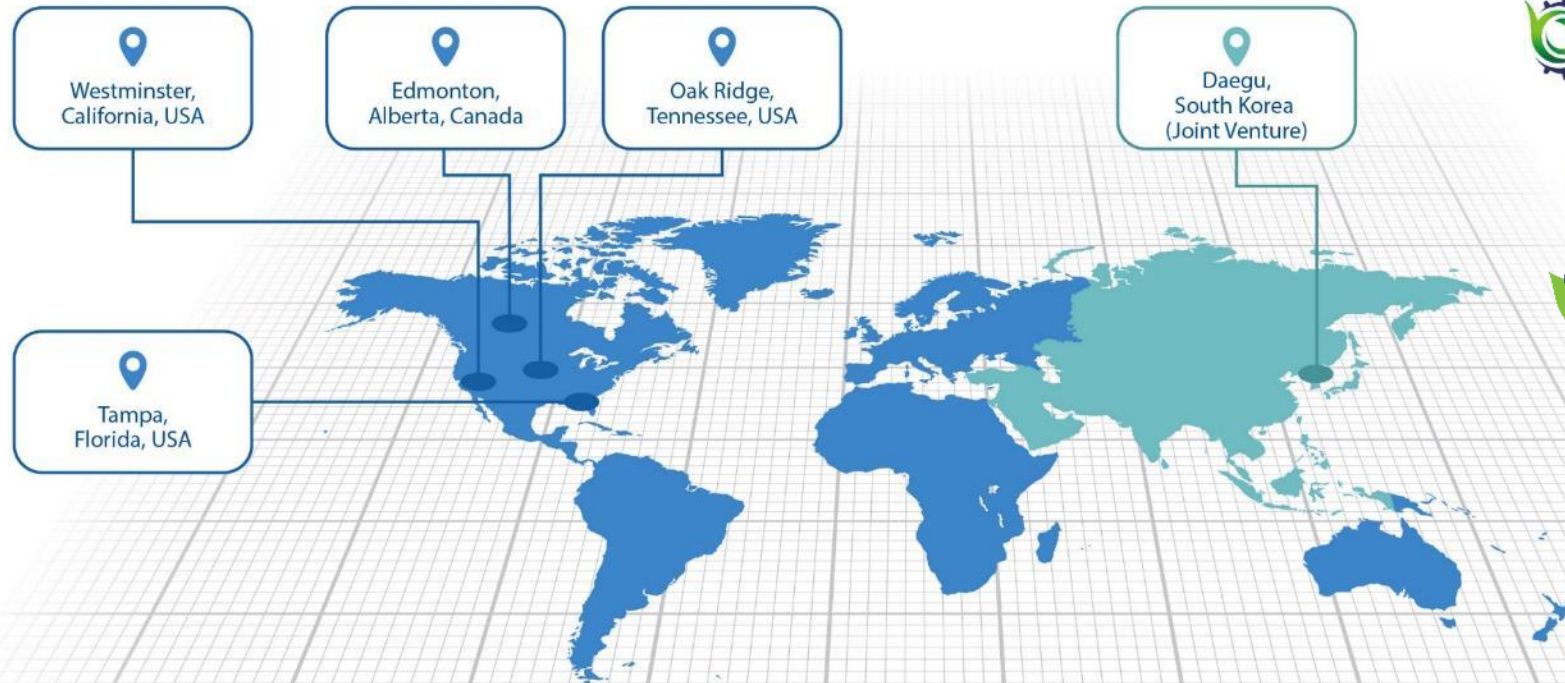 Westminster,
California, USA
Edmonton,
Alberta, Canada
Oak Ridge,
Tennessee, USA
Daegu,
South Korea
(Joint Venture)
Tampa,
Florida, USA